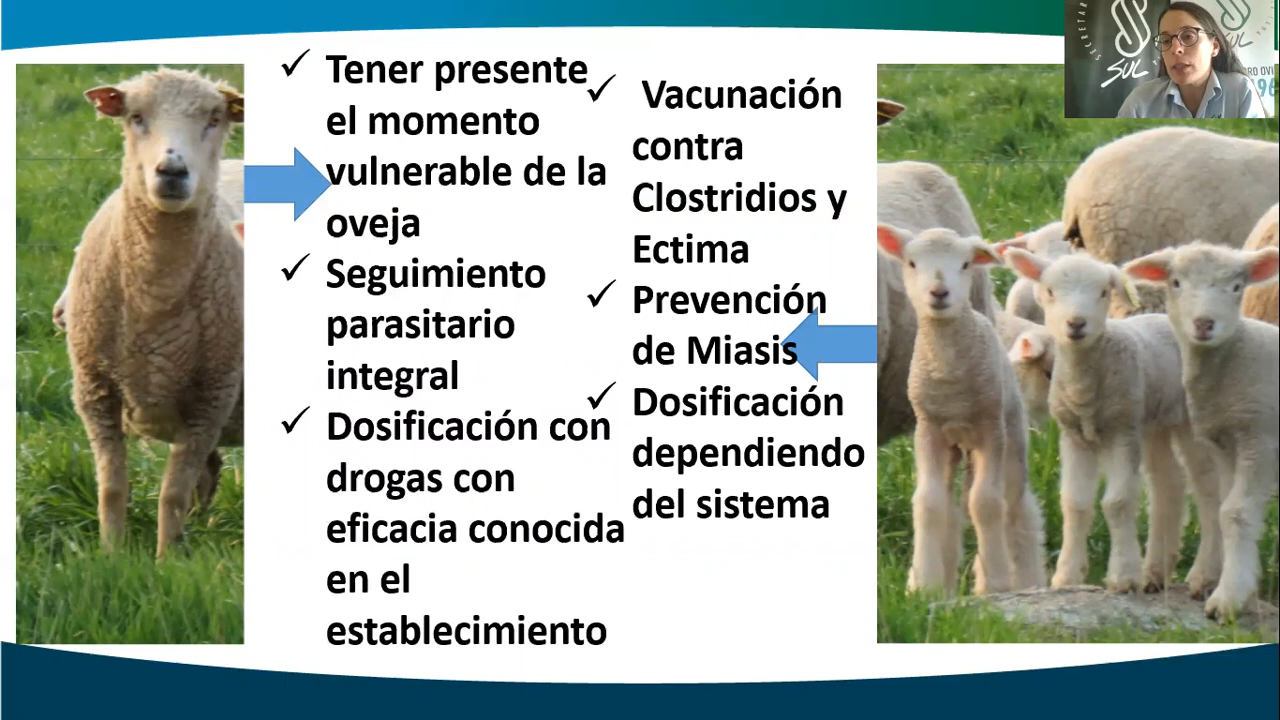 Tener presente
el momento
vulnerable de la
oveja
Seguimiento
parasitario
integral
Dosificación con
drogas con
eficacia conocida
en el
establecimiento
Vacunación
contra
Clostridios y
Ectima
Prevención
de Miasis
Dosificación
dependiendo
del sistema
SUL
SUL